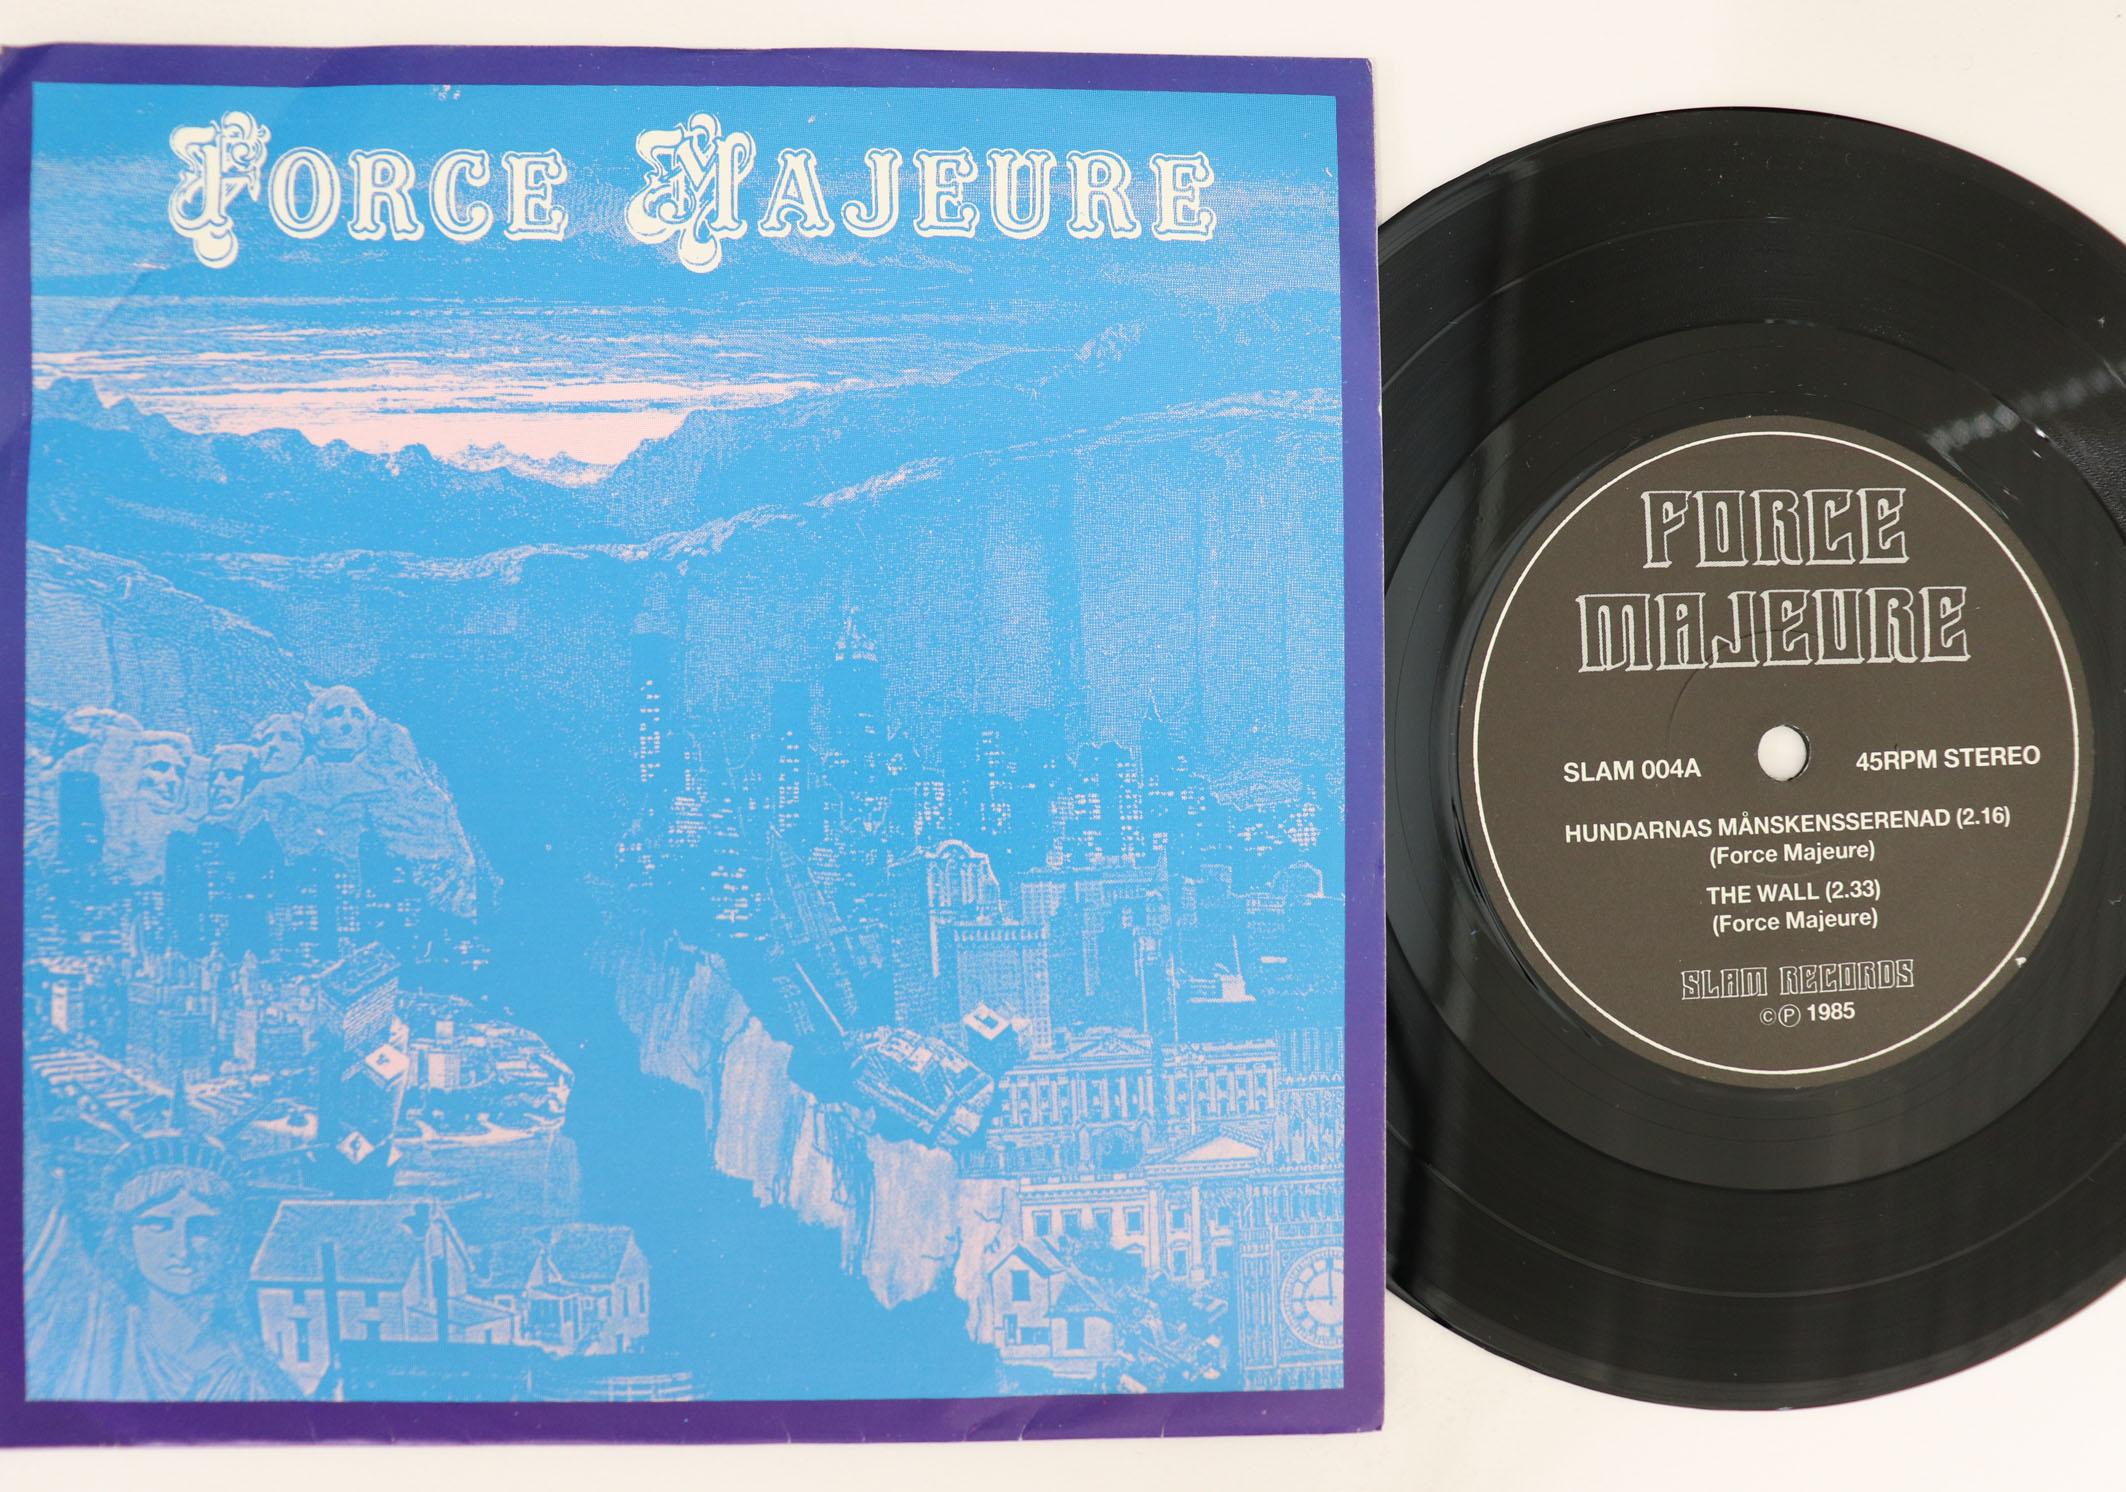 FORCE MAJEURE
FORCE
MAJEURE
SLAM 004A
45RPM STEREO
HUNDARNAS MÅNSKENSSERENAD (2.16)
(Force Majeure)
THE WALL (2.33)
(Force Majeure)
SLAM RECORDS
©℗ 1985